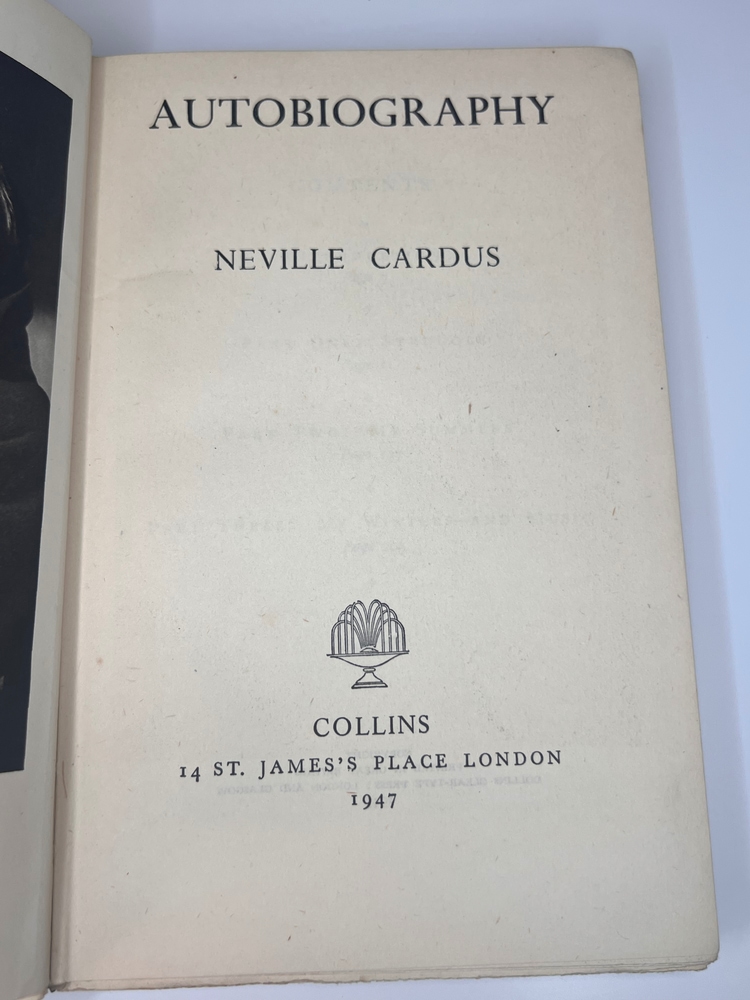 AUTOBIOGRAPHY
NEVILLE CARDUS
COLLINS
14 ST. JAMES'S PLACE LONDON
1947